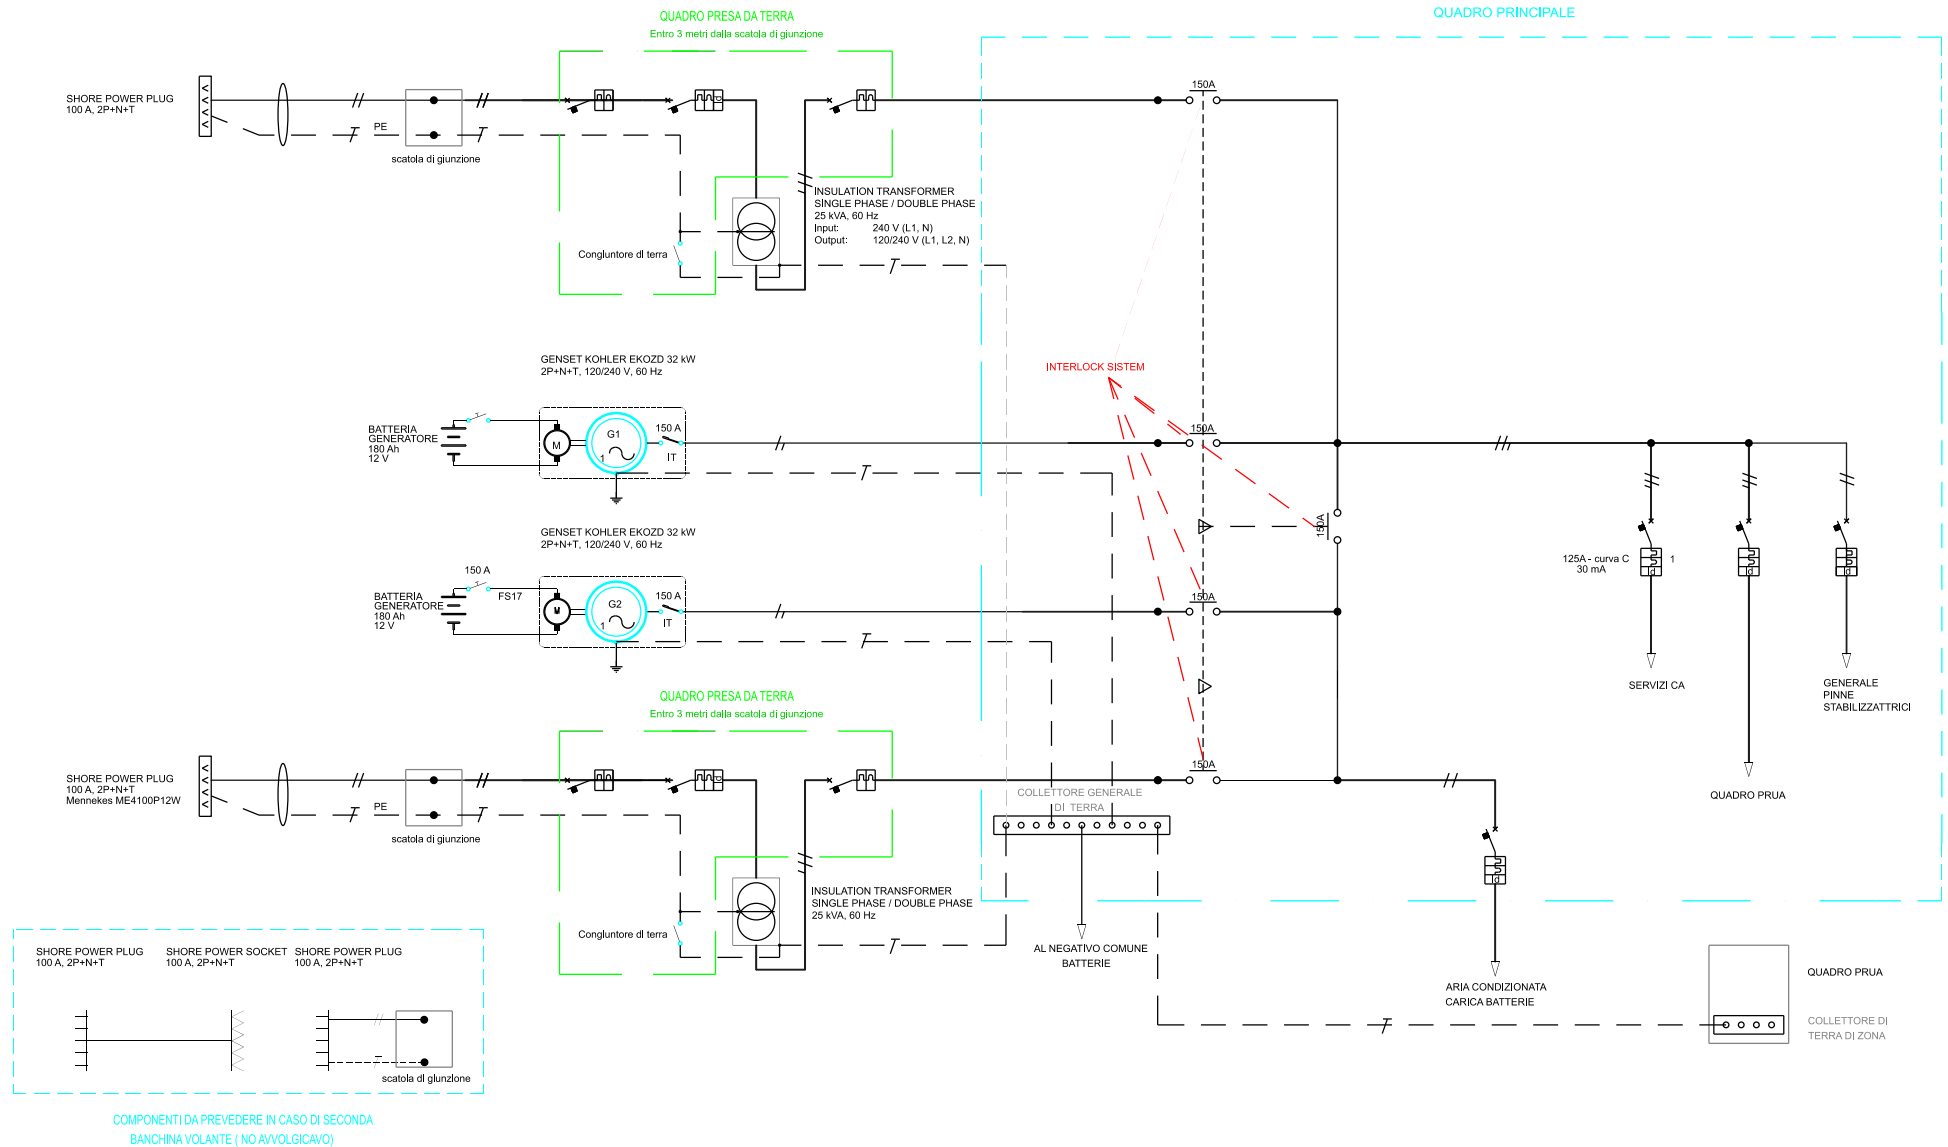 QUADRO PRESA DA TERRA
Entro 3 metri dalla scatola di giunzione
QUADRO PRINCIPALE
SHORE POWER PLUG
100 A, 2P+N+T
PE
scatola di giunzione
d
150A
INSULATION TRANSFORMER
SINGLE PHASE / DOUBLE PHASE
25 kVA, 60 Hz
Input: 240 V (L1, N)
Output: 120/240 V (L1, L2, N)
Congiuntore di terra
GENSET KOHLER EKOZD 32 kW
2P+N+T, 120/240 V, 60 Hz
INTERLOCK SISTEM
BATTERIA
GENERATORE
180 Ah
12 V
M
G1
1
150 A
IT
150A
150A
GENSET KOHLER EKOZD 32 kW
2P+N+T, 120/240 V, 60 Hz
125A - curva C
30 mA
1
d
d
d
150 A
FS17
BATTERIA
GENERATORE
180 Ah
12 V
M
G2
1
150 A
IT
150A
SERVIZI CA
GENERALE
PINNE
STABILIZZATTRICI
QUADRO PRESA DA TERRA
Entro 3 metri dalla scatola di giunzione
SHORE POWER PLUG
100 A, 2P+N+T
Mennekes ME4100P12W
PE
scatola di giunzione
d
150A
COLLETTORE GENERALE
DI TERRA
QUADRO PRUA
INSULATION TRANSFORMER
SINGLE PHASE / DOUBLE PHASE
25 kVA, 60 Hz
Congiuntore di terra
d
AL NEGATIVO COMUNE
BATTERIE
ARIA CONDIZIONATA
CARICA BATTERIE
QUADRO PRUA
COLLETTORE DI
TERRA DI ZONA
SHORE POWER PLUG
100 A, 2P+N+T
SHORE POWER SOCKET
100 A, 2P+N+T
SHORE POWER PLUG
100 A, 2P+N+T
scatola di giunzione
COMPONENTI DA PREVEDERE IN CASO DI SECONDA
BANCHINA VOLANTE ( NO AVVOLGICAVO)